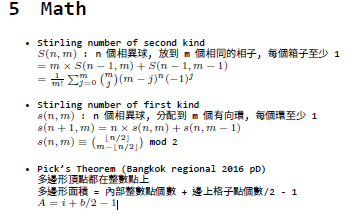 5 Math
• Stirling number of second kind
S(n, m) : n 個相異球, 放到 m 個相同的相子, 每個箱子至少 1
= m × S(n − 1, m) + S(n − 1, m − 1)
= \frac{1}{m!} \sum_{j=0}^{m} \binom{m}{j} (m − j)^n (−1)^j
• Stirling number of first kind
s(n, m) : n 個相異球, 分配到 m 個有向環, 每個環至少 1
s(n + 1, m) = n × s(n, m) + s(n, m − 1)
s(n, m) ≡ \binom{⌊n/2⌋}{m−⌊n/2⌋} mod 2
• Pick's Theorem (Bangkok regional 2016 pD)
多邊形頂點都在整數點上
多邊形面積 = 內部整數點個數 + 邊上格子點個數/2 - 1
A = i + b/2 − 1